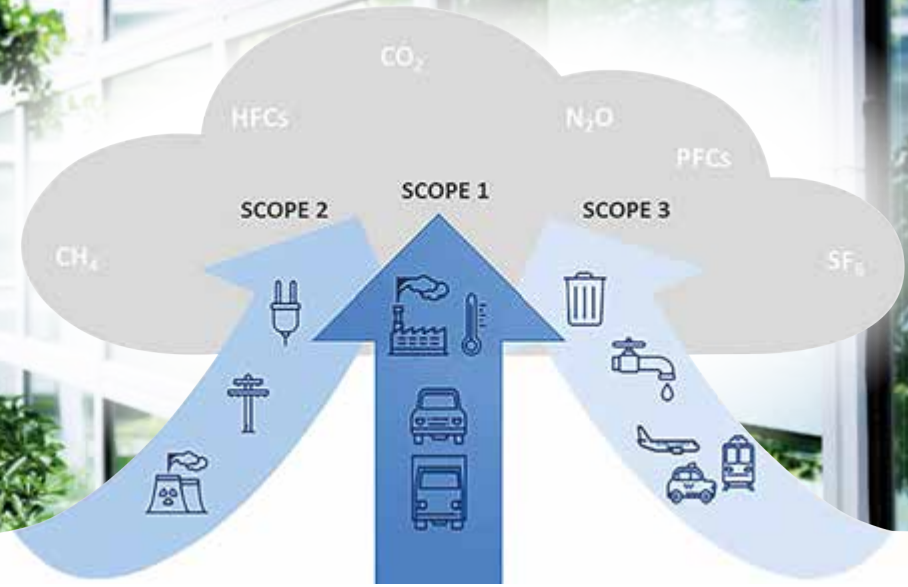 CO₂
HFCs
N₂O
PFCs
SCOPE 1
SCOPE 2
SCOPE 3
CH₄
SF₆